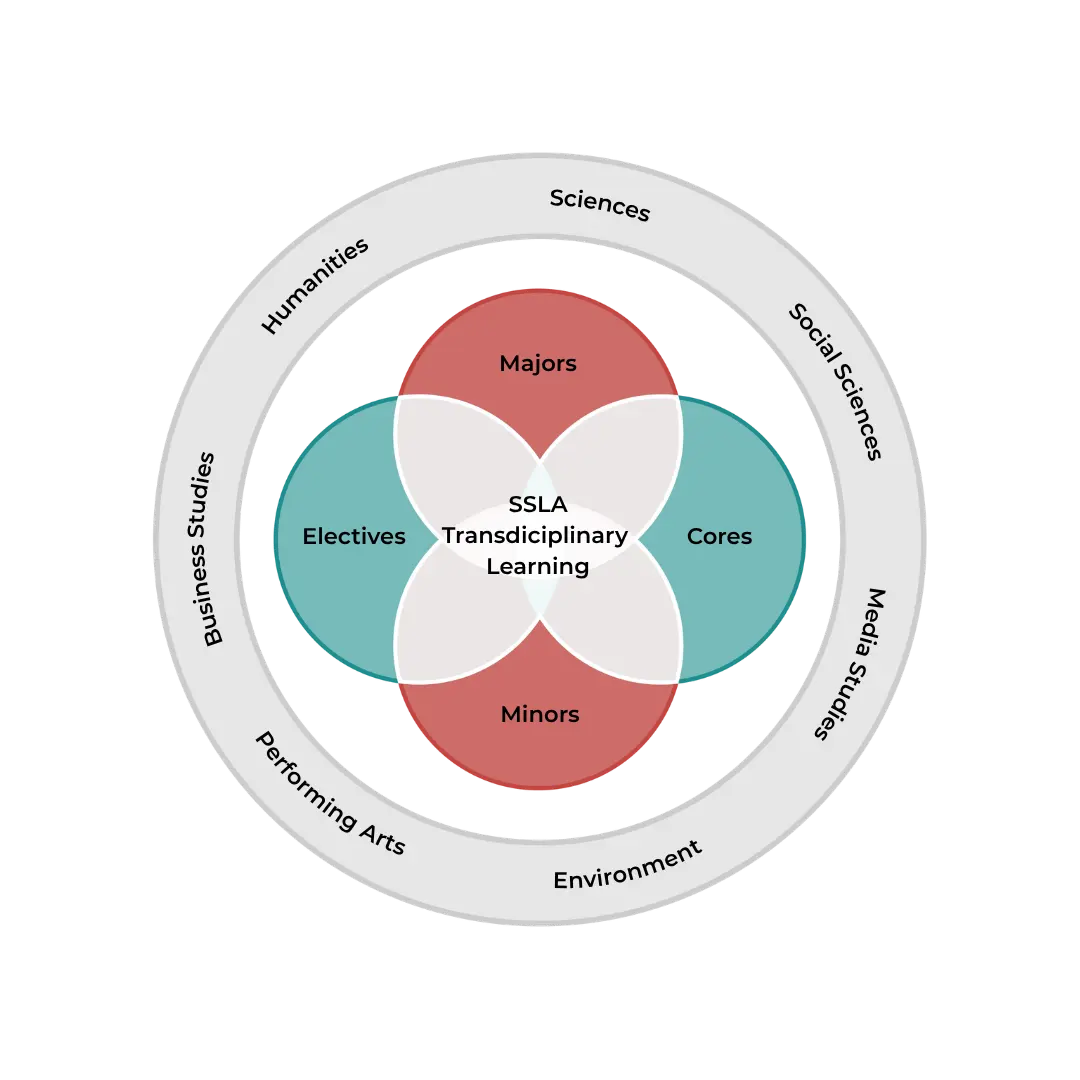 Sciences
Humanities
Social Sciences
Majors
Business Studies
Electives
SSLA
Transdiciplinary
Learning
Cores
Media Studies
Minors
Performing Arts
Environment